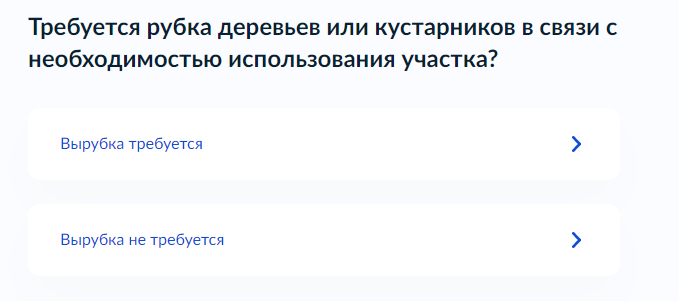 Требуется рубка деревьев или кустарников в связи с
необходимостью использования участка?
Вырубка требуется
Вырубка не требуется